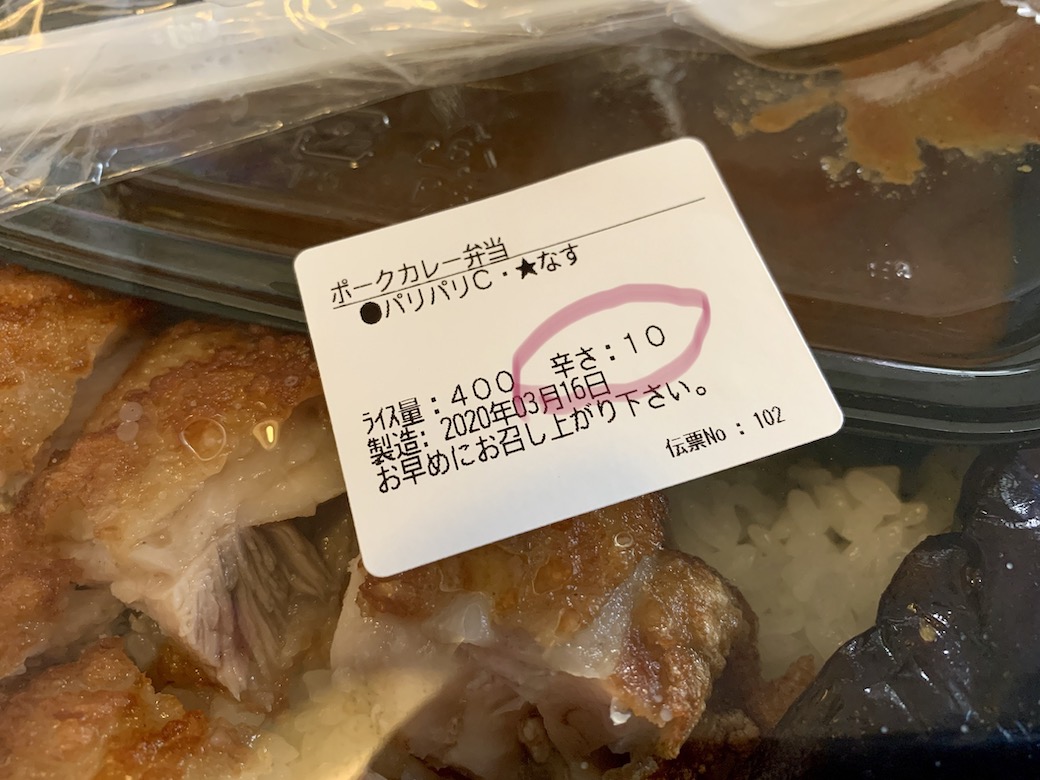 ポークカレー弁当
●パリパリC・★なす
ﾗｲｽ量：４００　辛さ：１０
製造：2020年03月16日
お早めにお召し上がり下さい。
伝票No：102